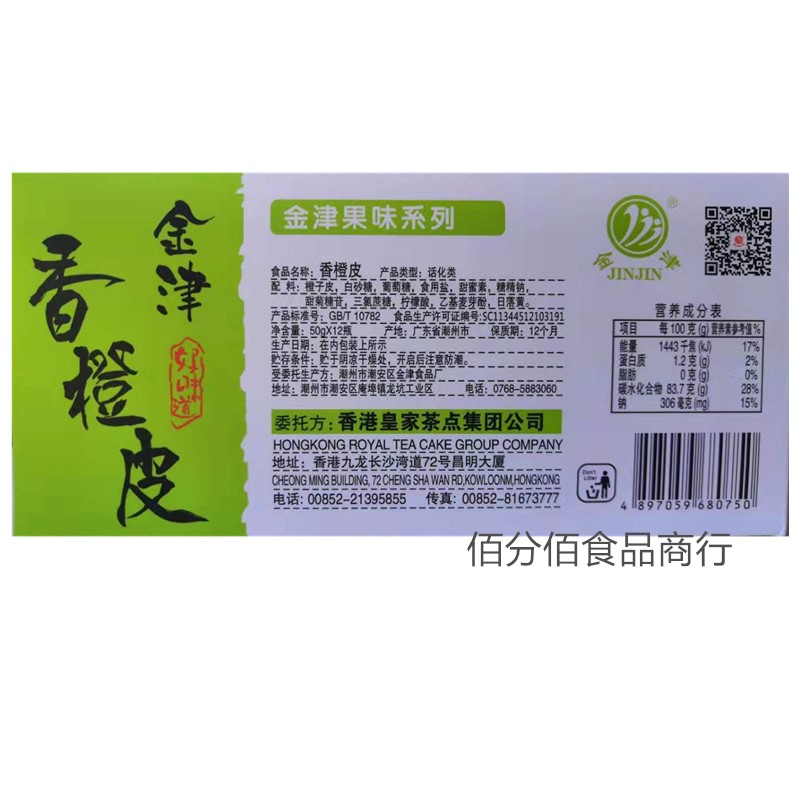 金津
香橙皮
好味道
金津果味系列
食品名称：香橙皮 产品类型：话化类
配 料：橙子皮，白砂糖，葡萄糖，食用盐，甜蜜素，糖精钠，
甜菊糖苷，三氯蔗糖，柠檬酸，乙基麦芽酚，日落黄。
产品标准号：GB/T 10782 食品生产许可证编号:SC11344512103191
净含量：50gX12瓶 产地：广东省潮州市 保质期：12个月
生产日期：在内包装上所示
贮存条件：贮于阴凉干燥处，开启后注意防潮。
受委托生产方：潮州市潮安区金津食品厂
地址：潮州市潮安区庵埠镇龙坑工业区 电话：0768-5883060
委托方：香港皇家茶点集团公司
HONGKONG ROYAL TEA CAKE GROUP COMPANY
地址：香港九龙长沙湾道72号昌明大厦
CHEONG MING BUILDING, 72 CHENG SHA WAN RD,KOWLOONM,HONGKONG
电话：00852-21395855 传真：00852-81673777
®
金津
JINJIN
营养成分表
项目 每100克(g) 营养素参考值%
能量 1443千焦(kJ) 17%
蛋白质 1.2克(g) 2%
脂肪 0克(g) 0%
碳水化合物 83.7克(g) 28%
钠 306毫克(mg) 15%
Don't
Litter
4 897059 680750
佰分佰食品商行